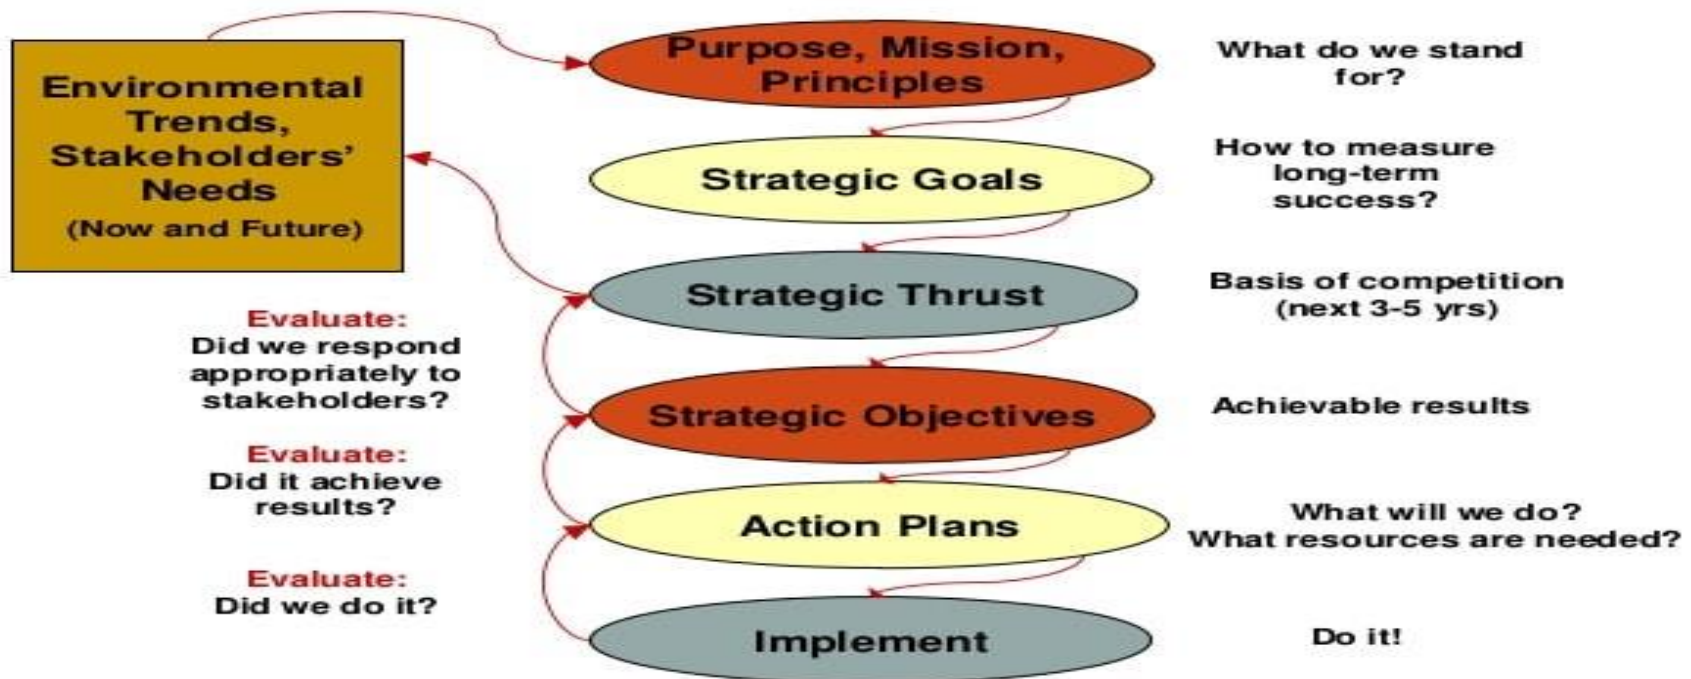 Environmental
Trends,
Stakeholders’
Needs
(Now and Future)
Purpose, Mission,
Principles
What do we stand
for?
Strategic Goals
How to measure
long-term
success?
Strategic Thrust
Basis of competition
(next 3-5 yrs)
Evaluate:
Did we respond
appropriately to
stakeholders?
Strategic Objectives
Achievable results
Evaluate:
Did it achieve
results?
Action Plans
What will we do?
What resources are needed?
Evaluate:
Did we do it?
Implement
Do it!